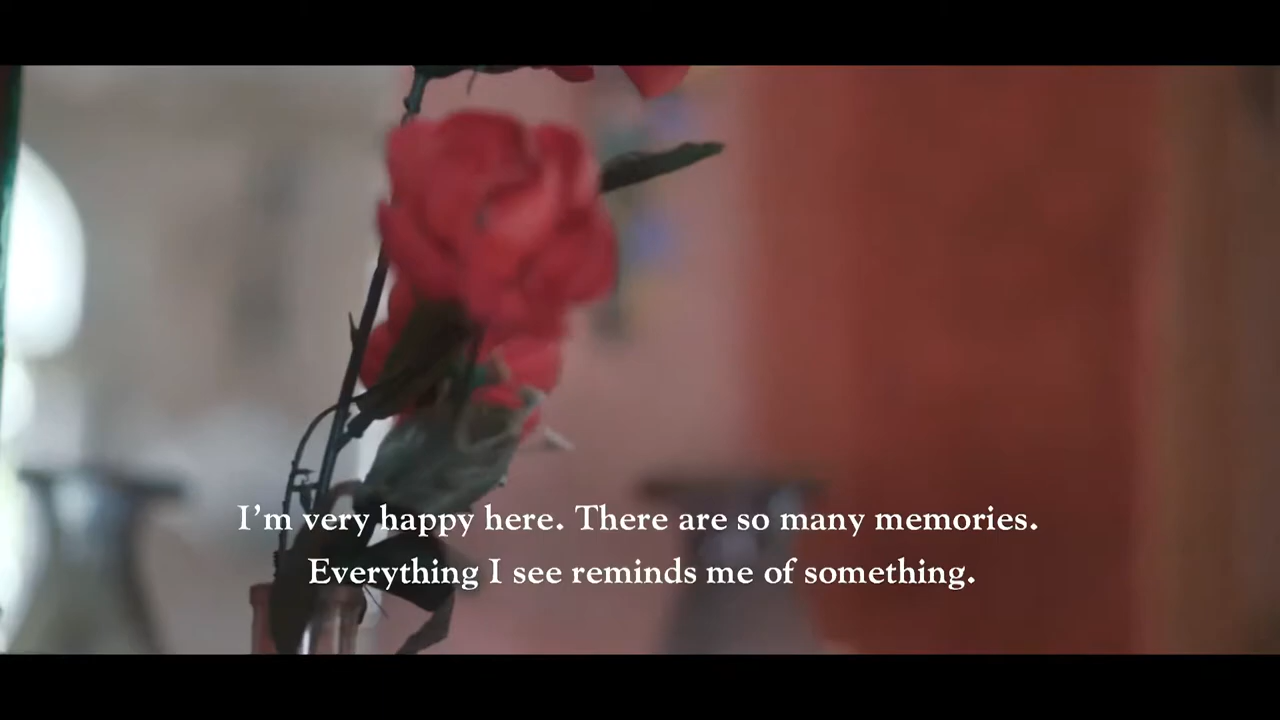 I'm very happy here. There are so many memories.
Everything I see reminds me of something.